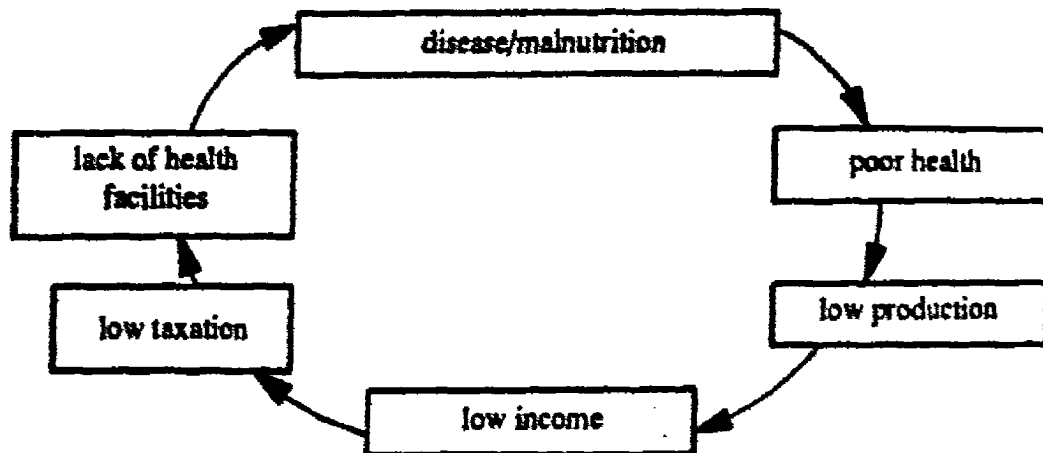 disease/malnutrition
poor health
low production
low income
low taxation
lack of health
facilities